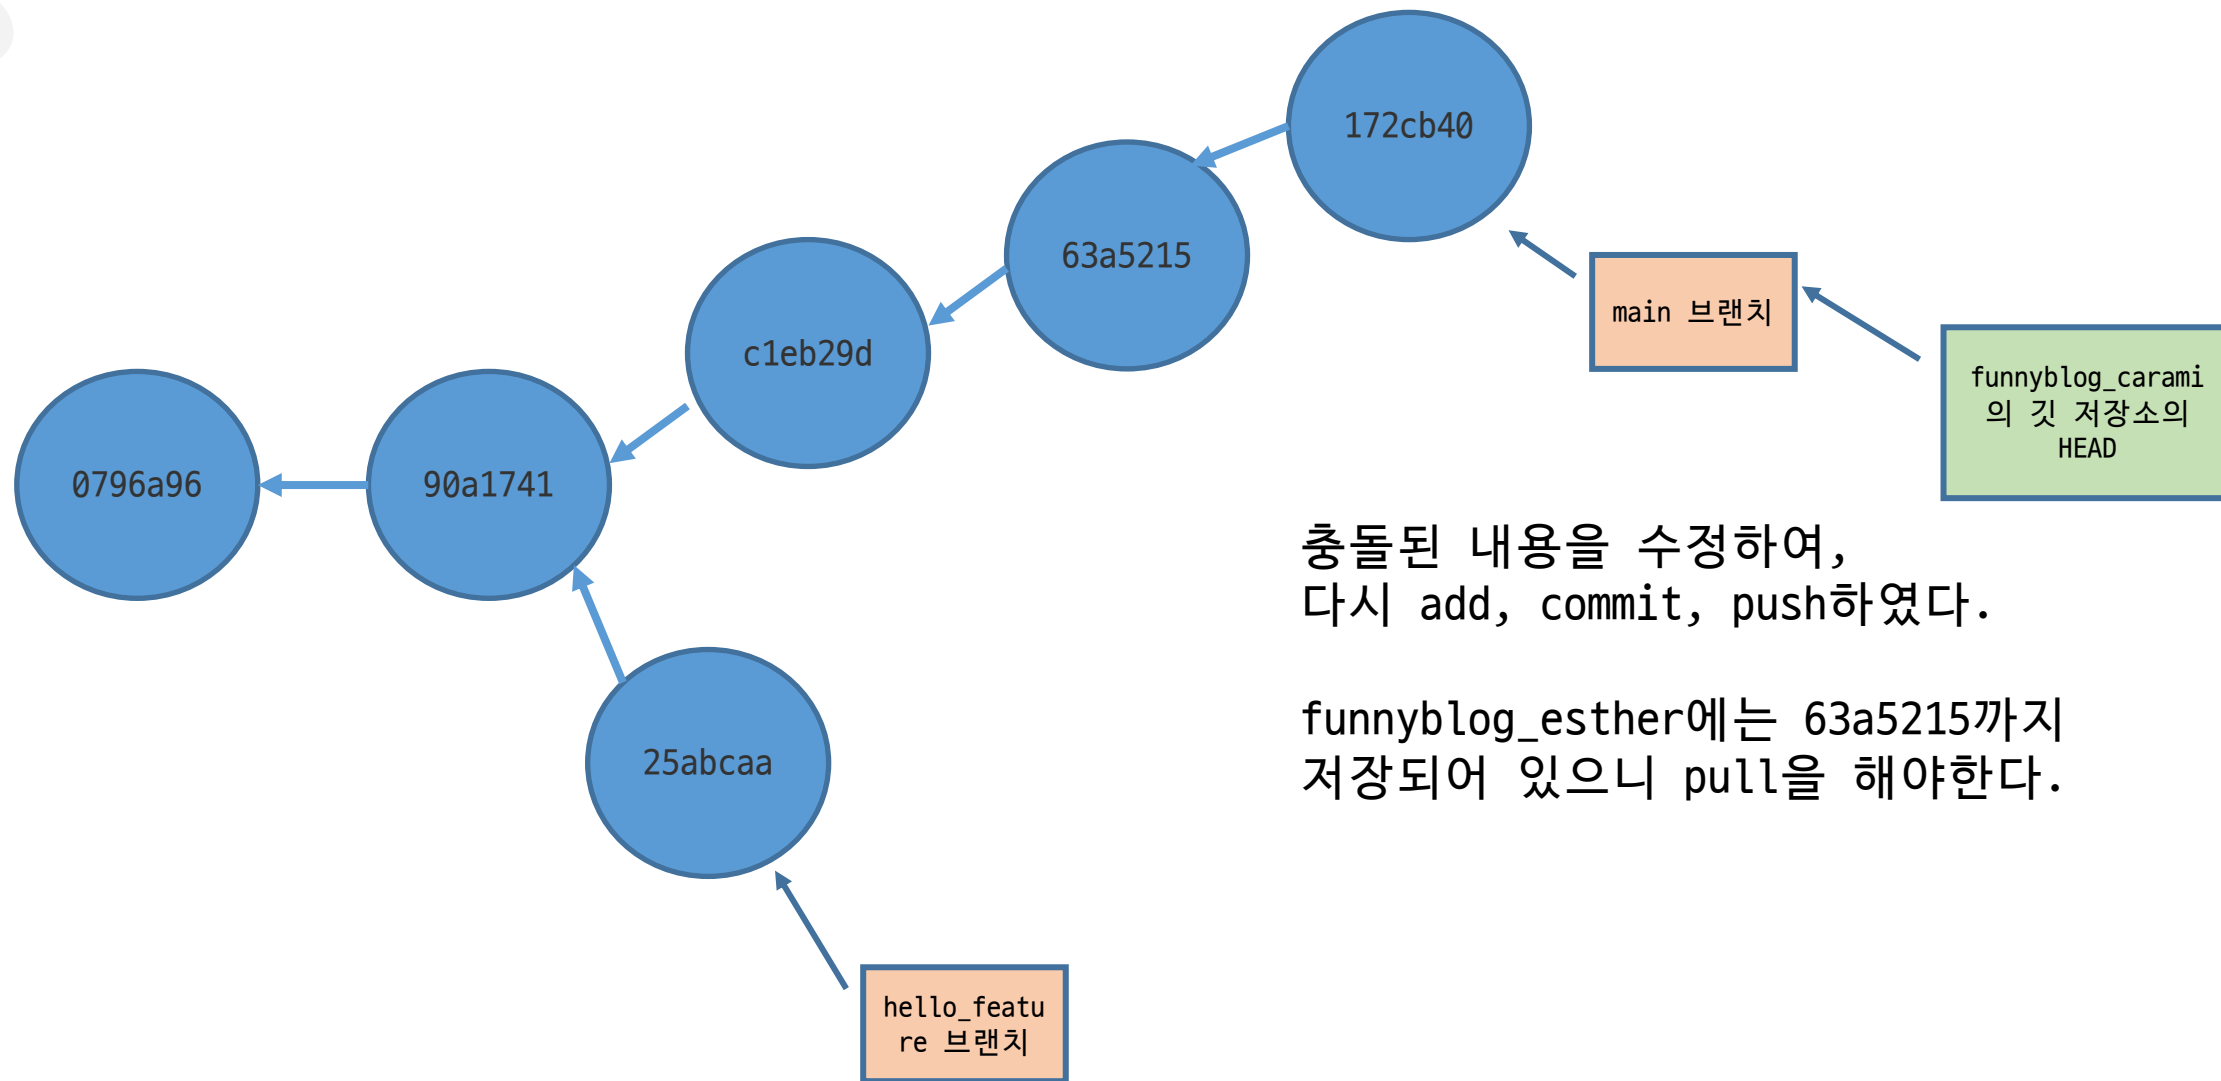 172cb40
63a5215
main 브랜치
c1eb29d
funnyblog_carami
의 깃 저장소의
HEAD
0796a96
90a1741
충돌된 내용을 수정하여,
다시 add, commit, push하였다.
funnyblog_esther에는 63a5215까지
저장되어 있으니 pull을 해야한다.
25abcaa
hello_featu
re 브랜치